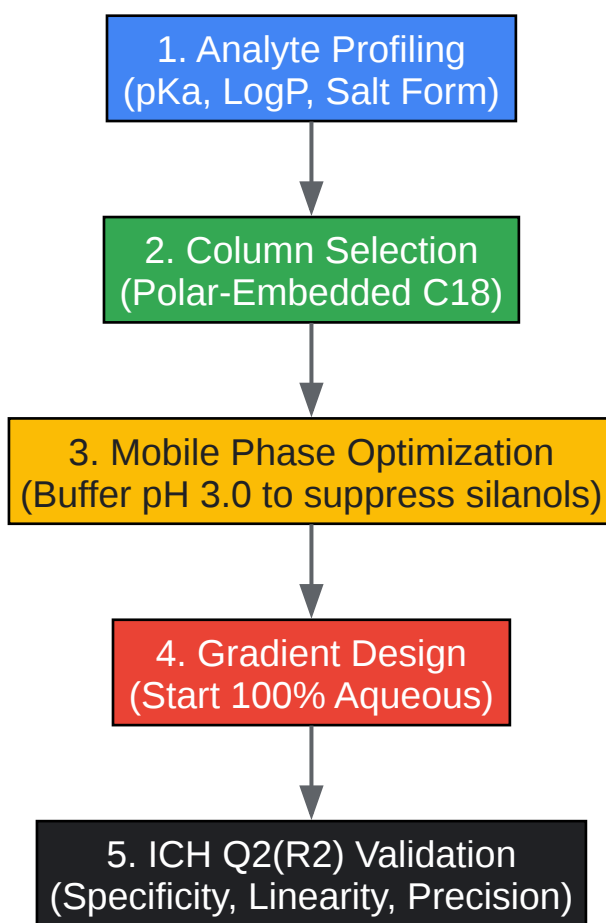 1. Analyte Profiling
(pKa, LogP, Salt Form)
2. Column Selection
(Polar-Embedded C18)
3. Mobile Phase Optimization
(Buffer pH 3.0 to suppress silanols)
4. Gradient Design
(Start 100% Aqueous)
5. ICH Q2(R2) Validation
(Specificity, Linearity, Precision)